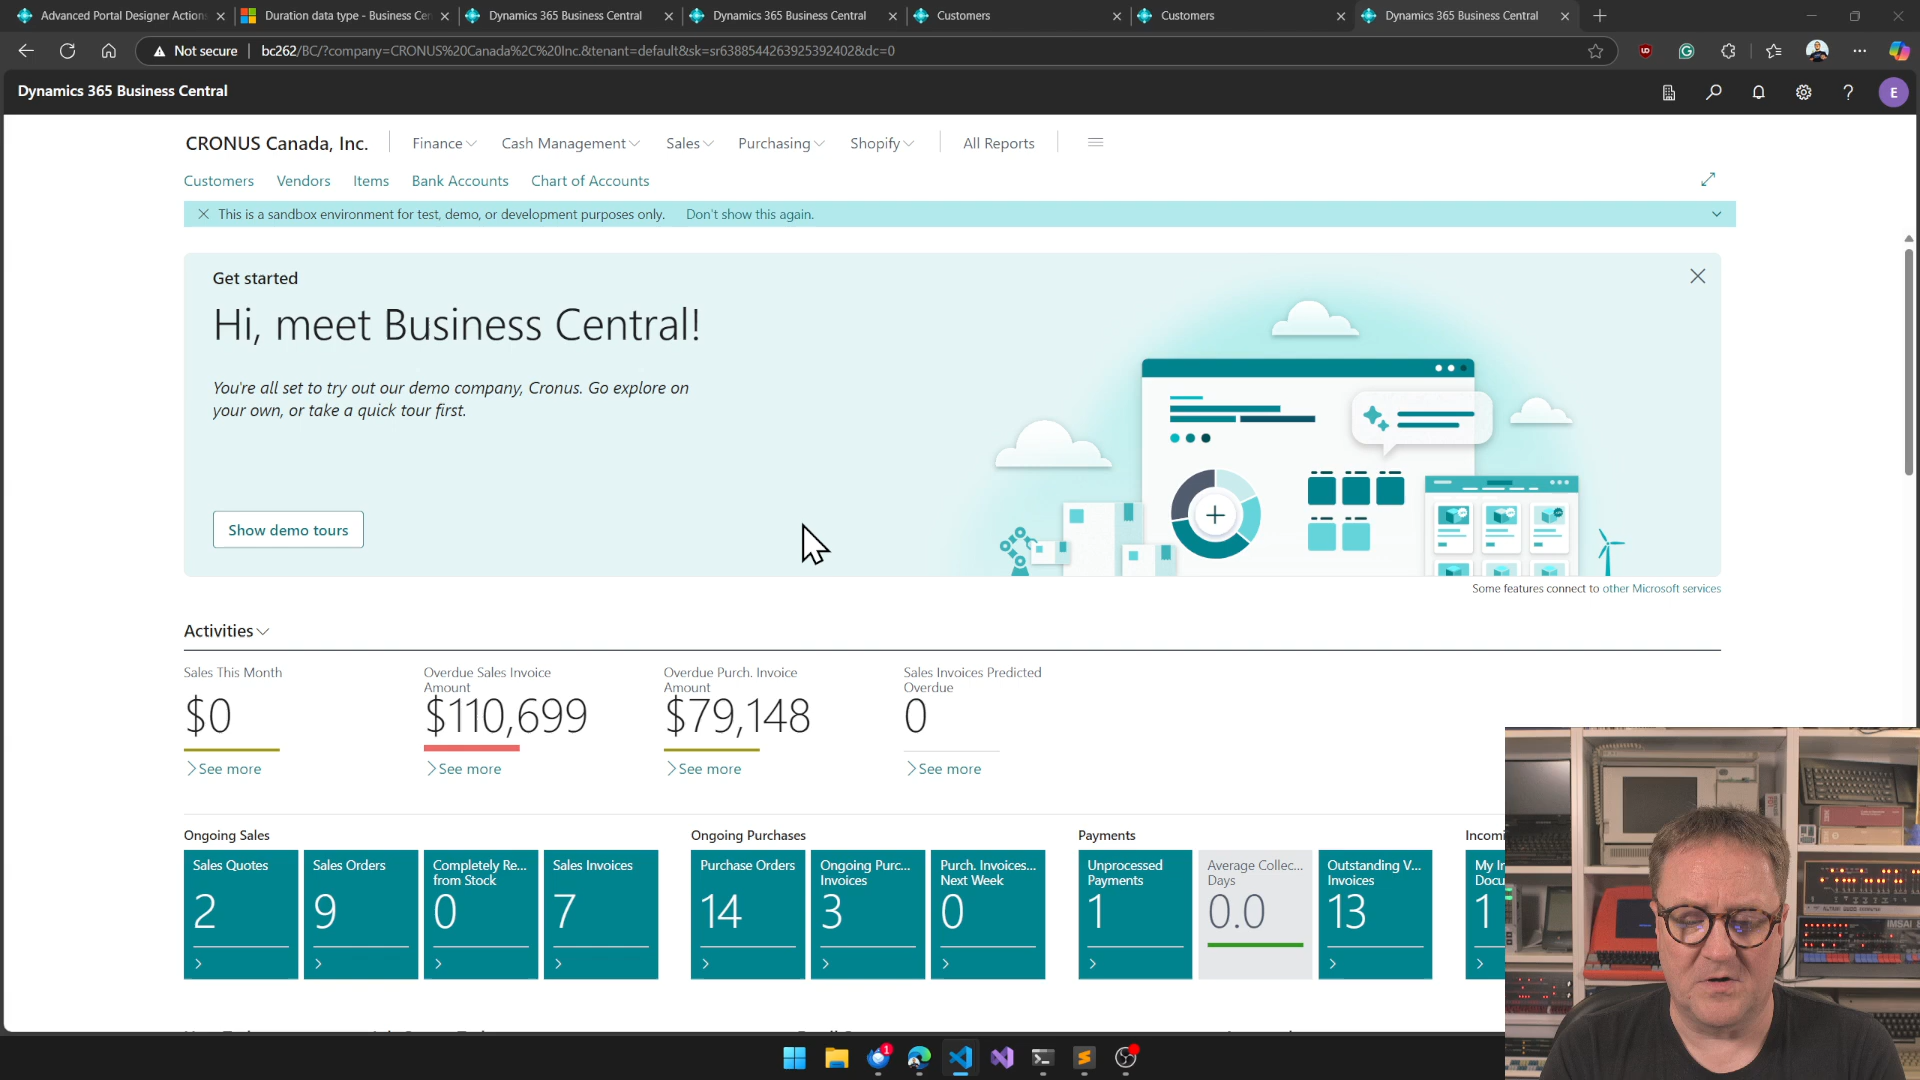 Advanced Portal Designer Action
Duration data type - Business Cen
Dynamics 365 Business Central
Dynamics 365 Business Central
Customers
Customers
Dynamics 365 Business Central
Not secure
bc262/BC/?company=CRONUS%20Canada%2C%20Inc.&tenant=default&sk=sr6388544263925392402&dc=0
Dynamics 365 Business Central
E
CRONUS Canada, Inc.
Finance
Cash Management
Sales
Purchasing
Shopify
All Reports
Customers
Vendors
Items
Bank Accounts
Chart of Accounts
This is a sandbox environment for test, demo, or development purposes only. Don't show this again.
Get started
Hi, meet Business Central!
You're all set to try out our demo company, Cronus. Go explore on
your own, or take a quick tour first.
Show demo tours
Some features connect to other Microsoft services
Activities
Sales This Month
$0
See more
Overdue Sales Invoice
Amount
$110,699
See more
Overdue Purch. Invoice
Amount
$79,148
See more
Sales Invoices Predicted
Overdue
0
See more
Ongoing Sales
Sales Quotes
2
Sales Orders
9
Completely Re...
from Stock
0
Sales Invoices
7
Ongoing Purchases
Purchase Orders
14
Ongoing Purc...
Invoices
3
Purch. Invoices...
Next Week
0
Payments
Unprocessed
Payments
1
Average Collec...
Days
0.0
Outstanding V...
Invoices
13
Incomi
My In
Docu
1
IMSAI
1